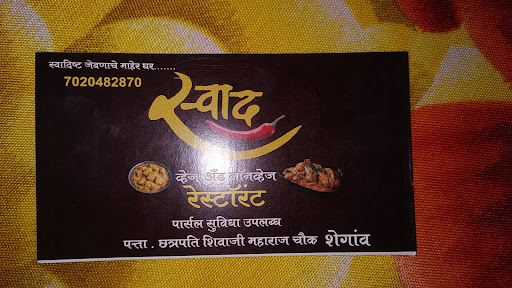 स्वादिष्ट जेवणाचे माहेर घर.......
7020482870
स्वाद
व्हेज अँड नॉनव्हेज
रेस्टॉरंट
पार्सल सुविधा उपलब्ध
पत्ता . छत्रपति शिवाजी महाराज चौक शेगांव